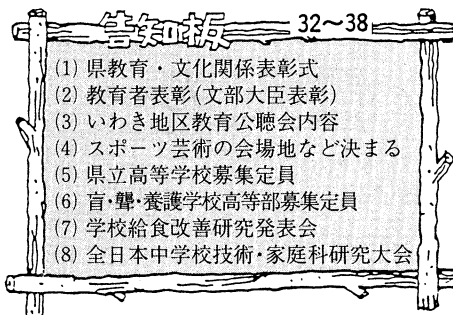 告知板 32～38
(1) 県教育・文化関係表彰式
(2) 教育者表彰(文部大臣表彰)
(3) いわき地区教育公聴会内容
(4) スポーツ芸術の会場地など決まる
(5) 県立高等学校募集定員
(6) 盲・聾・養護学校高等部募集定員
(7) 学校給食改善研究発表会
(8) 全日本中学校技術・家庭科研究大会